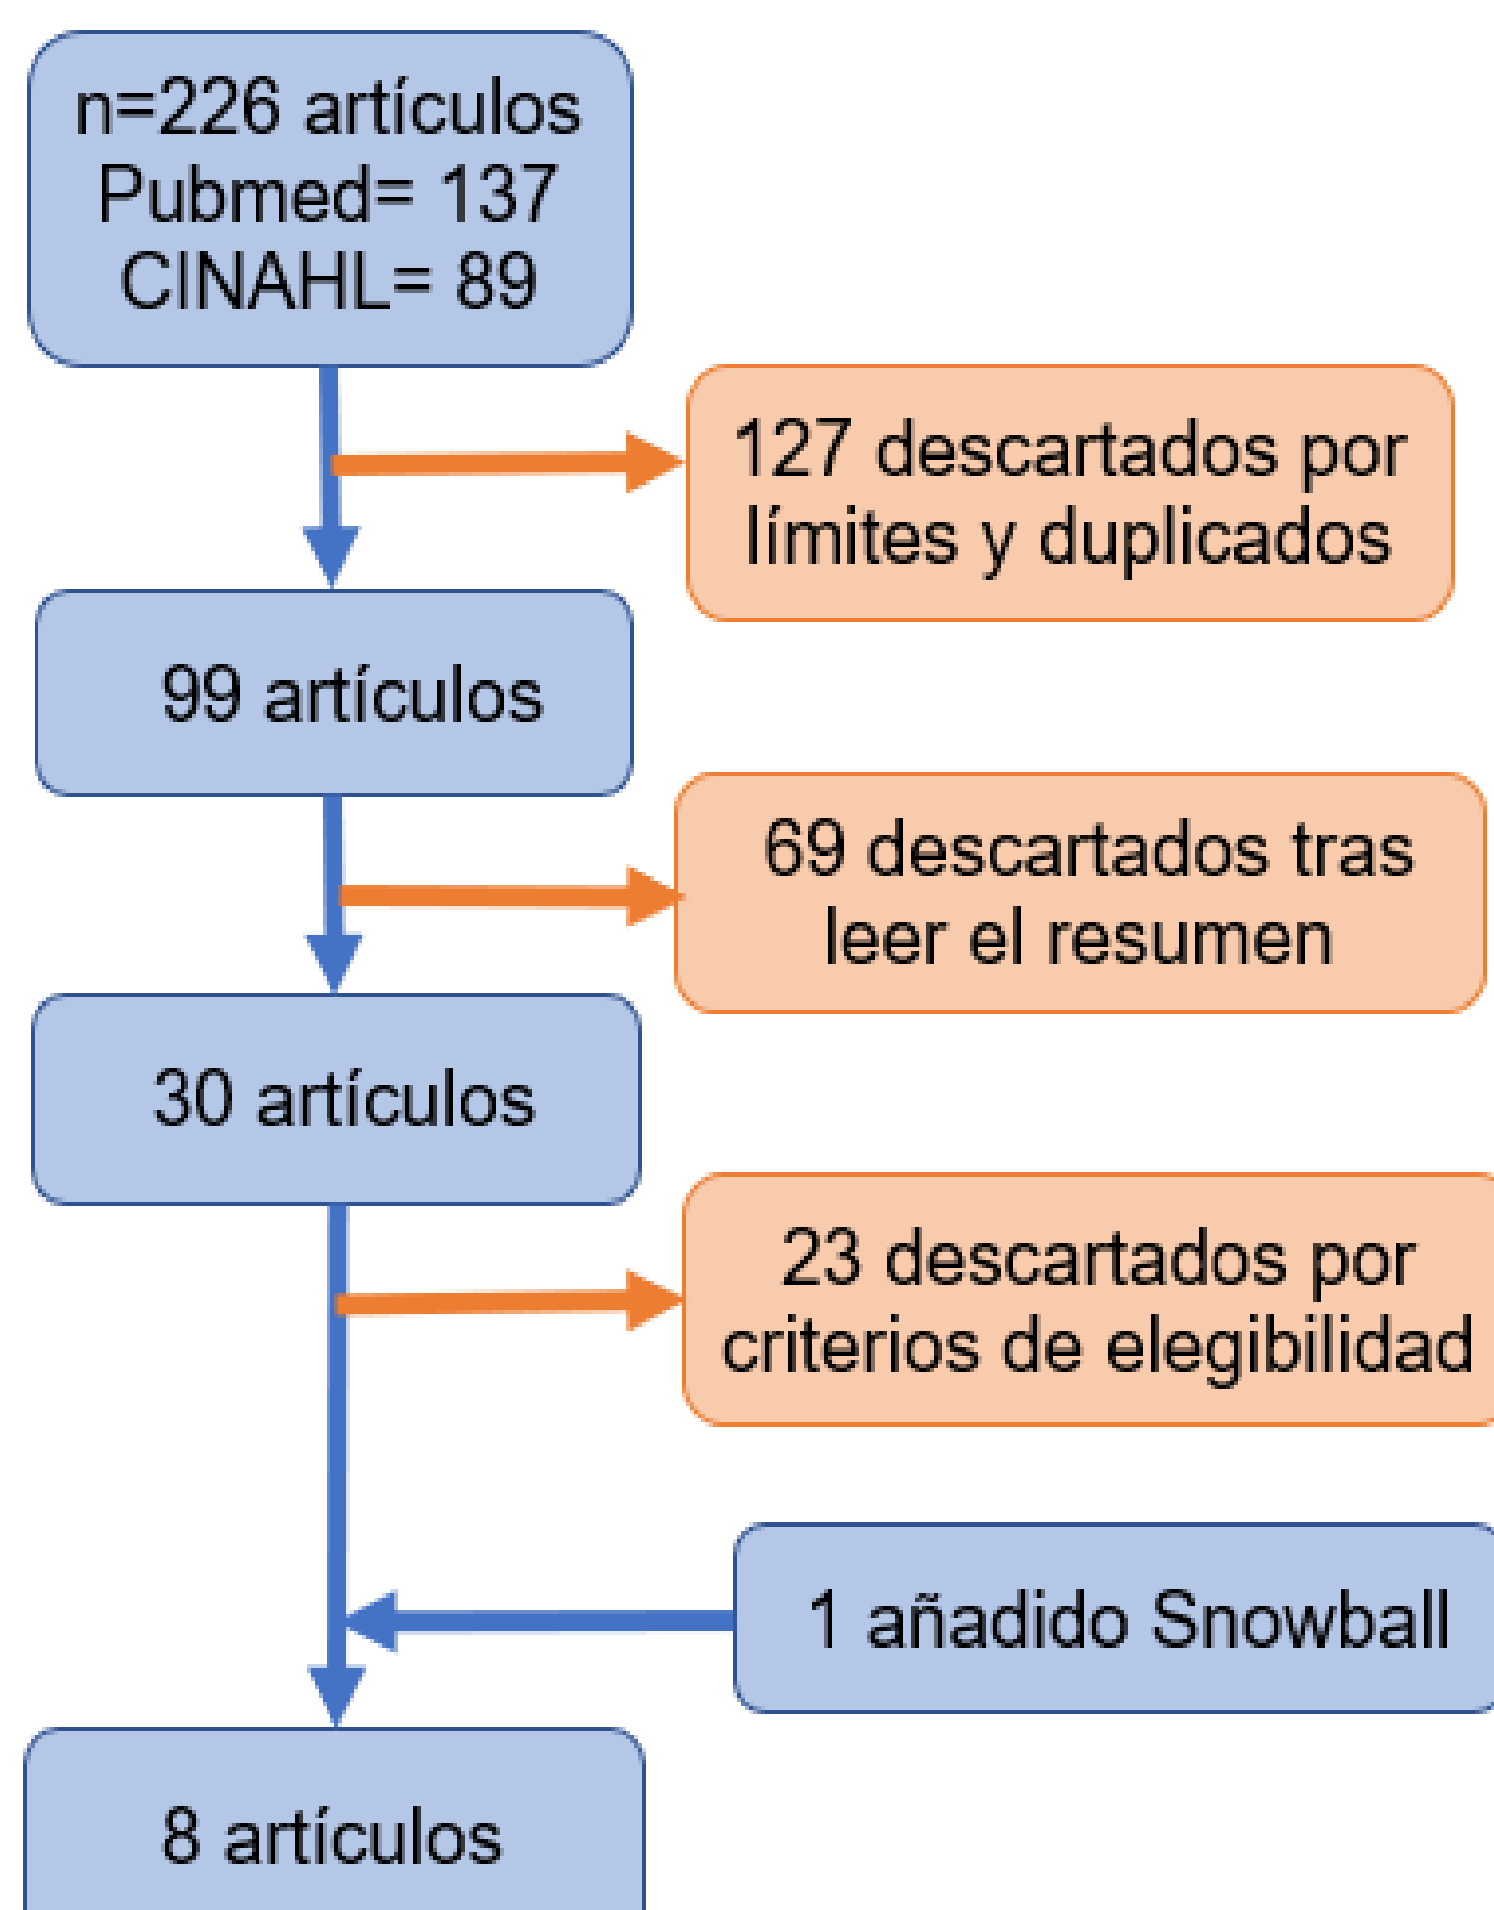 n=226 artículos
Pubmed= 137
CINAHL= 89
127 descartados por
límites y duplicados
99 artículos
69 descartados tras
leer el resumen
30 artículos
23 descartados por
criterios de elegibilidad
1 añadido Snowball
8 artículos